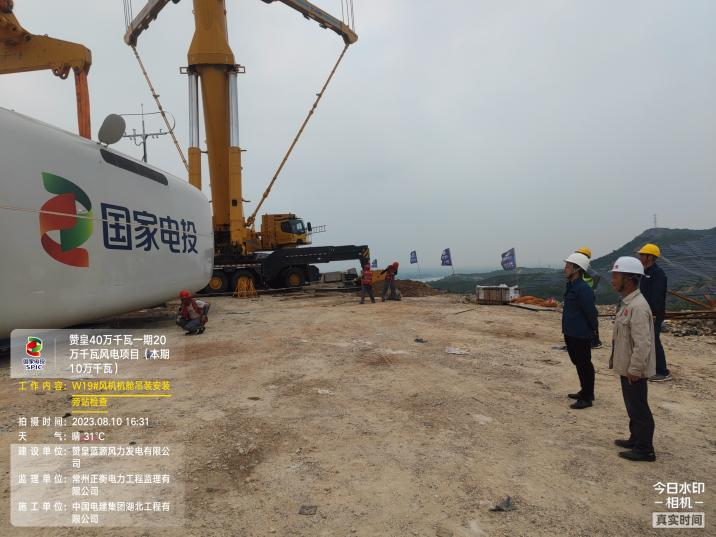 国家电投
国家电投
SPIC
赞皇40万千瓦一期20
万千瓦风电项目（本期
10万千瓦）
工作内容：W19#风机机舱吊装安装
旁站检查
拍摄时间：2023.08.10 16:31
天气：晴 31℃
建设单位：赞皇蓝源风力发电有限公
司
监理单位：常州正衡电力工程监理有
限公司
施工单位：中国电建集团湖北工程有
限公司
今日水印
相机
真实时间